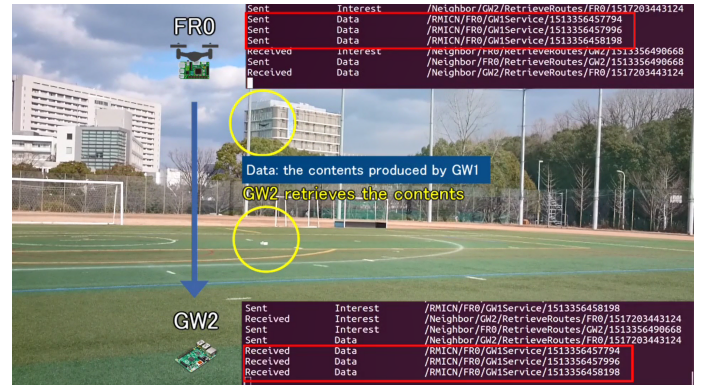 FR0
Sent Interest /Neighbor/GW2/RetrieveRoutes/FR0/1517203443124
Sent Data /RMICN/FR0/GW1Service/1513356457794
Sent Data /RMICN/FR0/GW1Service/1513356457996
Sent Data /RMICN/FR0/GW1Service/1513356458198
Received Interest /Neighbor/FR0/RetrieveRoutes/GW2/1513356490668
Sent Data /Neighbor/FR0/RetrieveRoutes/GW2/1513356490668
Received Data /Neighbor/GW2/RetrieveRoutes/FR0/1517203443124
Data: the contents produced by GW1
GW2 retrieves the contents
GW2
Sent Interest /RMICN/FR0/GW1Service/1513356458198
Received Interest /Neighbor/GW2/RetrieveRoutes/FR0/1517203443124
Sent Interest /Neighbor/FR0/RetrieveRoutes/GW2/1513356490668
Sent Data /Neighbor/GW2/RetrieveRoutes/FR0/1517203443124
Received Data /RMICN/FR0/GW1Service/1513356457794
Received Data /RMICN/FR0/GW1Service/1513356457996
Received Data /RMICN/FR0/GW1Service/1513356458198